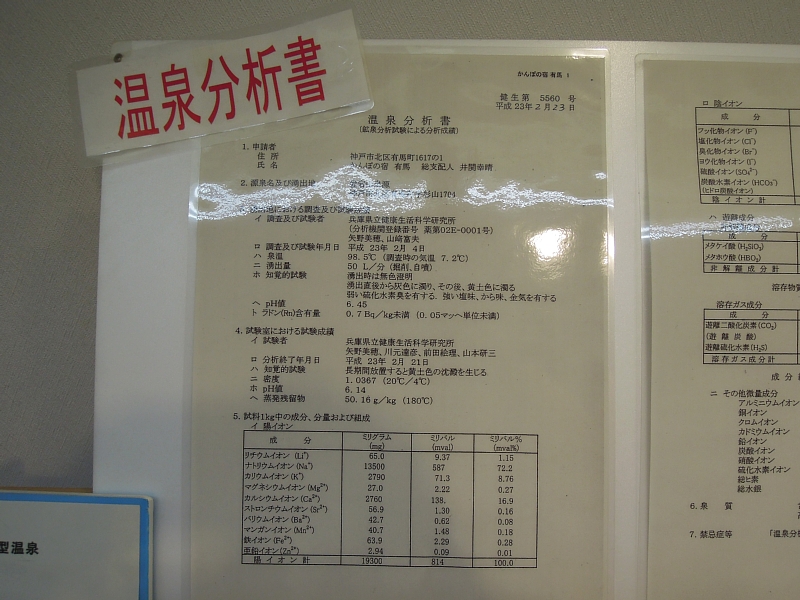 温泉分析書
かんぽの宿 有馬 1
健生第 5560 号
平成 23年 2月 23日
温泉分析書
(鉱泉分析試験による分析成績)
1. 申請者
住所 神戸市北区有馬町1617の1
氏名 かんぽの宿 有馬 総支配人 井関幸晴
2. 源泉名及び湧出地
イ 調査及び試験者 兵庫県立健康生活科学研究所
(分析機関登録番号 薬第02E-0001号)
矢野美穂、山崎富夫
ロ 調査及び試験年月日 平成 23年 2月 4日
ハ 泉温 98.5℃ (調査時の気温 7.2℃)
ニ 湧出量 50 L/分 (掘削、自噴)
ホ 知覚的試験 湧出時は無色澄明
湧出直後から灰色に濁り、その後、黄土色に濁る
弱い硫化水素臭を有する. 強い塩味、から味、金気を有する
ヘ pH値 6.45
ト ラドン(Rn)含有量 0.7 Bq/kg未満 (0.05マッヘ単位未満)
4. 試験室における試験成績
イ 試験者 兵庫県立健康生活科学研究所
矢野美穂、川元達彦、前田絵理、山本研三
ロ 分析終了年月日 平成 23年 2月 21日
ハ 知覚的試験 長期間放置すると黄土色の沈澱を生じる
ニ 密度 1.0367 (20℃/4℃)
ホ pH値 6.14
ヘ 蒸発残留物 50.16 g/kg (180℃)
5. 試料1kg中の成分、分量および組成
イ 陽イオン
成分 ミリグラム (mg) ミリバル (mval) ミリバル% (mval%)
リチウムイオン (Li⁺) 65.0 9.37 1.15
ナトリウムイオン (Na⁺) 13500 587 72.2
カリウムイオン (K⁺) 2790 71.3 8.76
マグネシウムイオン (Mg²⁺) 27.0 2.22 0.27
カルシウムイオン (Ca²⁺) 2760 138. 16.9
ストロンチウムイオン (Sr²⁺) 56.9 1.30 0.16
バリウムイオン (Ba²⁺) 42.7 0.62 0.08
マンガンイオン (Mn²⁺) 40.7 1.48 0.18
鉄イオン (Fe²⁺) 63.9 2.29 0.28
亜鉛イオン (Zn²⁺) 2.94 0.09 0.01
陽イオン計 19300 814 100.0
ロ 陰イオン
成分
フッ化物イオン (F⁻)
塩化物イオン (Cl⁻)
臭化物イオン (Br⁻)
ヨウ化物イオン (I⁻)
硫酸イオン (SO₄²⁻)
炭酸水素イオン (HCO₃⁻)
(ヒドロ炭酸イオン)
陰イオン計
ハ 遊離成分
成分
メタケイ酸 (H₂SiO₃)
メタホウ酸 (HBO₂)
非解離成分計
溶存物質
溶存ガス成分
成分
遊離二酸化炭素 (CO₂)
(遊離炭酸)
遊離硫化水素 (H₂S)
溶存ガス成分計
成分
ニ その他微量成分
アルミニウムイオン
銅イオン
クロムイオン
カドミウムイオン
鉛イオン
炭酸イオン
硝酸イオン
硫化水素イオン
総ヒ素
総水銀
6. 泉質
7. 禁忌症等 「温泉分
型温泉